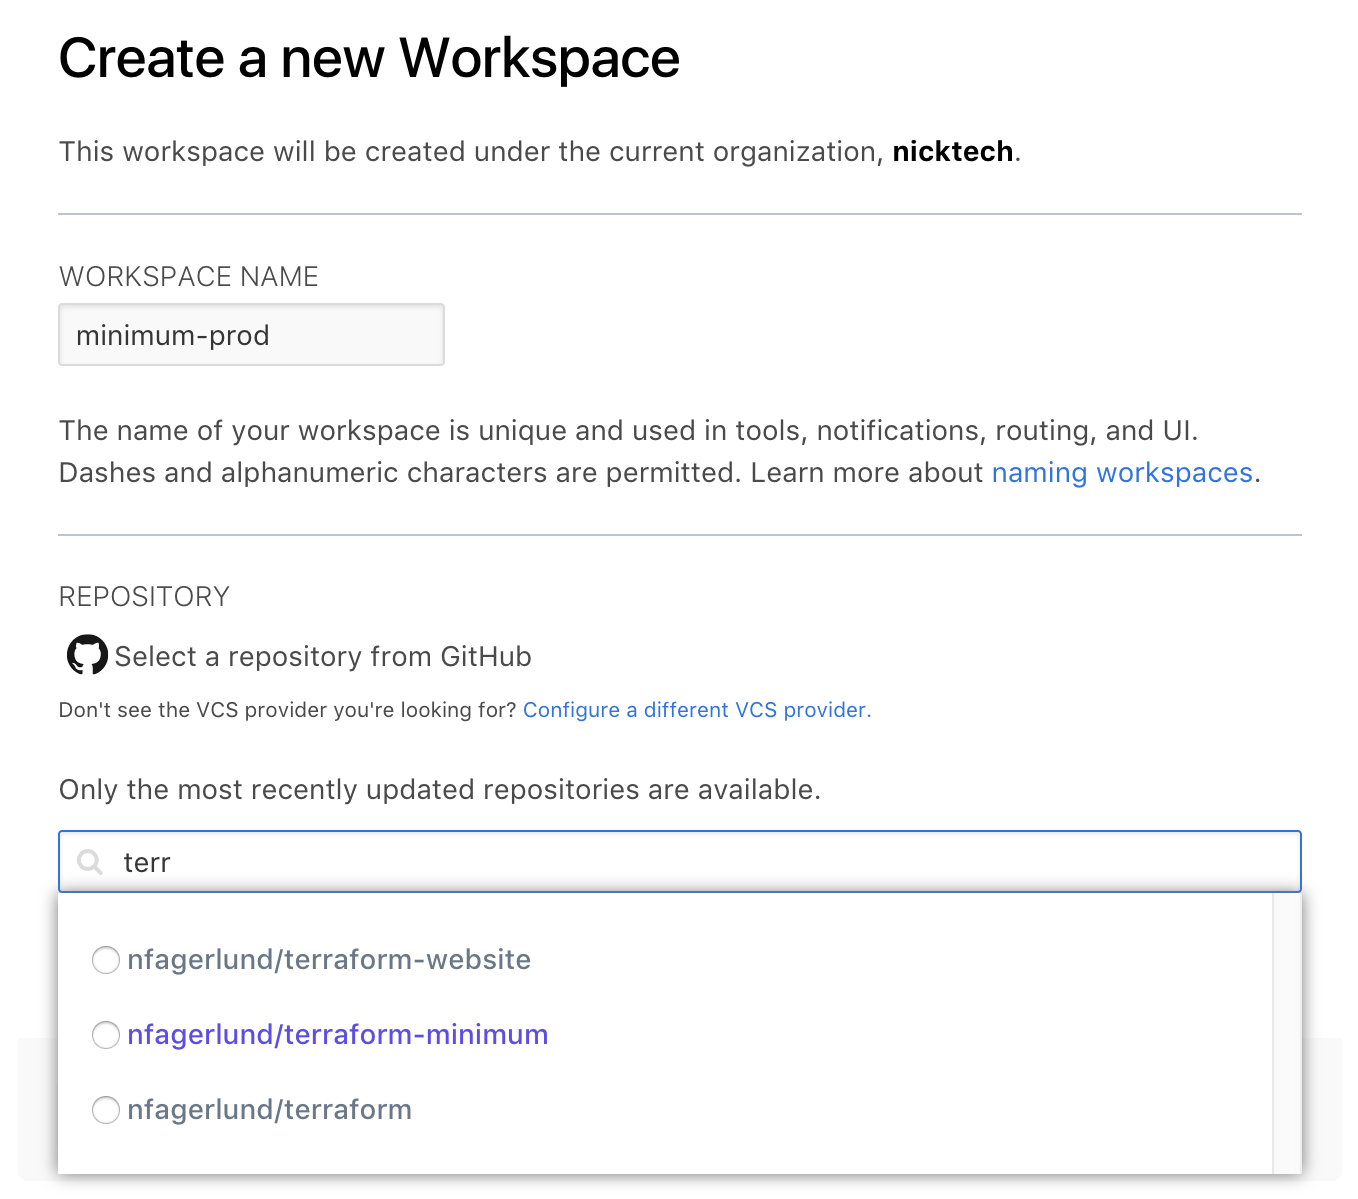 Create a new Workspace
This workspace will be created under the current organization, nicktech.
WORKSPACE NAME
minimum-prod
The name of your workspace is unique and used in tools, notifications, routing, and UI.
Dashes and alphanumeric characters are permitted. Learn more about naming workspaces.
REPOSITORY
Select a repository from GitHub
Don't see the VCS provider you're looking for? Configure a different VCS provider.
Only the most recently updated repositories are available.
terr
nfagerlund/terraform-website
nfagerlund/terraform-minimum
nfagerlund/terraform